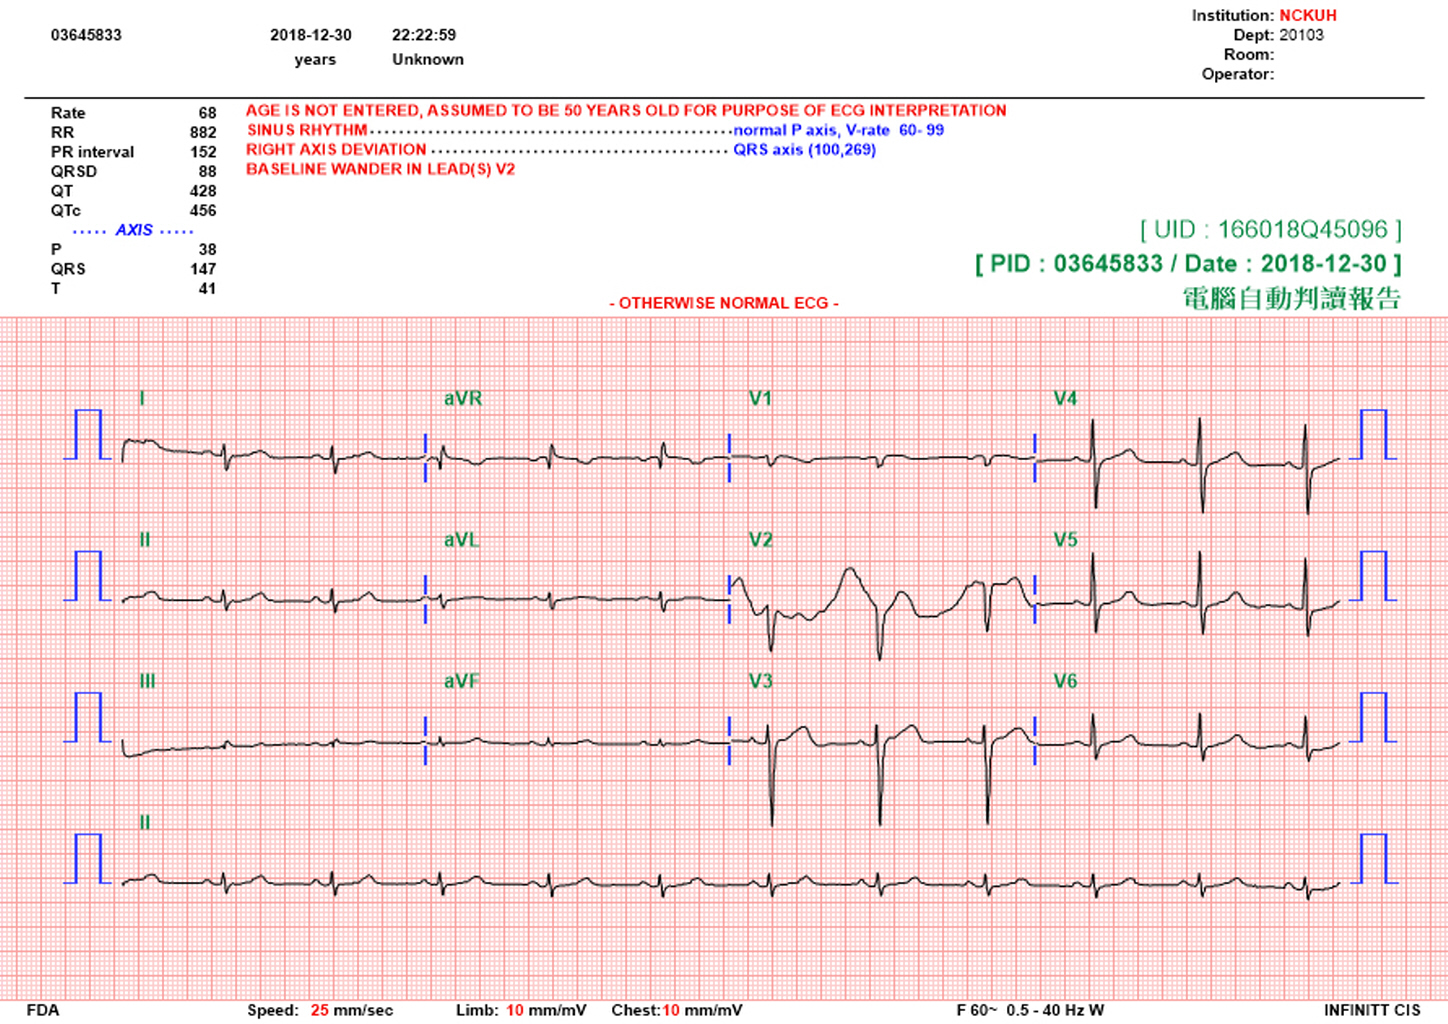 Institution: NCKUH
03645833 2018-12-30 22:22:59 Dept: 20103
years Unknown Room:
Operator:
Rate 68 AGE IS NOT ENTERED, ASSUMED TO BE 50 YEARS OLD FOR PURPOSE OF ECG INTERPRETATION
RR 882 SINUS RHYTHM normal P axis, V-rate 60- 99
PR interval 152 RIGHT AXIS DEVIATION QRS axis (100,269)
QRSD 88 BASELINE WANDER IN LEAD(S) V2
QT 428
QTc 456
····· AXIS ·····
P 38
QRS 147
T 41
[ UID : 166018Q45096 ]
[ PID : 03645833 / Date : 2018-12-30 ]
電腦自動判讀報告
- OTHERWISE NORMAL ECG -
I aVR V1 V4
II aVL V2 V5
III aVF V3 V6
II
FDA Speed: 25 mm/sec Limb: 10 mm/mV Chest:10 mm/mV F 60~ 0.5 - 40 Hz W INFINITT CIS